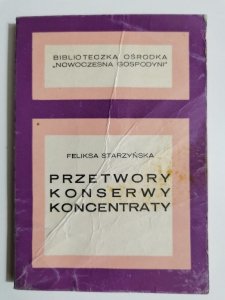 BIBLIOTECZKA OŚRODKA
„NOWOCZESNA GOSPODYNI"
FELIKSA STARZYŃSKA
PRZETWORY
KONSERWY
KONCENTRATY